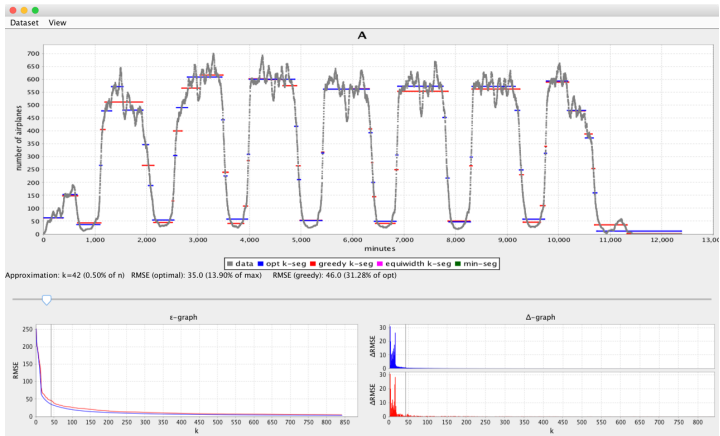 Dataset View
A
700
650
600
550
500
450
400
350
300
250
200
150
100
50
0
number of airplanes
0 1,000 2,000 3,000 4,000 5,000 6,000 7,000 8,000 9,000 10,000 11,000 12,000 13,000
minutes
data opt k-seg greedy k-seg equiwidth k-seg min-seg
Approximation: k=42 (0.50% of n) RMSE (optimal): 35.0 (13.90% of max) RMSE (greedy): 46.0 (31.28% of opt)
ε-graph
250
200
150
100
50
0
RMSE
0 50 100 150 200 250 300 350 400 450 500 550 600 650 700 750 800 850
k
Δ-graph
30
20
10
0
ΔRMSE
30
20
10
0
ΔRMSE
0 50 100 150 200 250 300 350 400 450 500 550 600 650 700 750 800
k